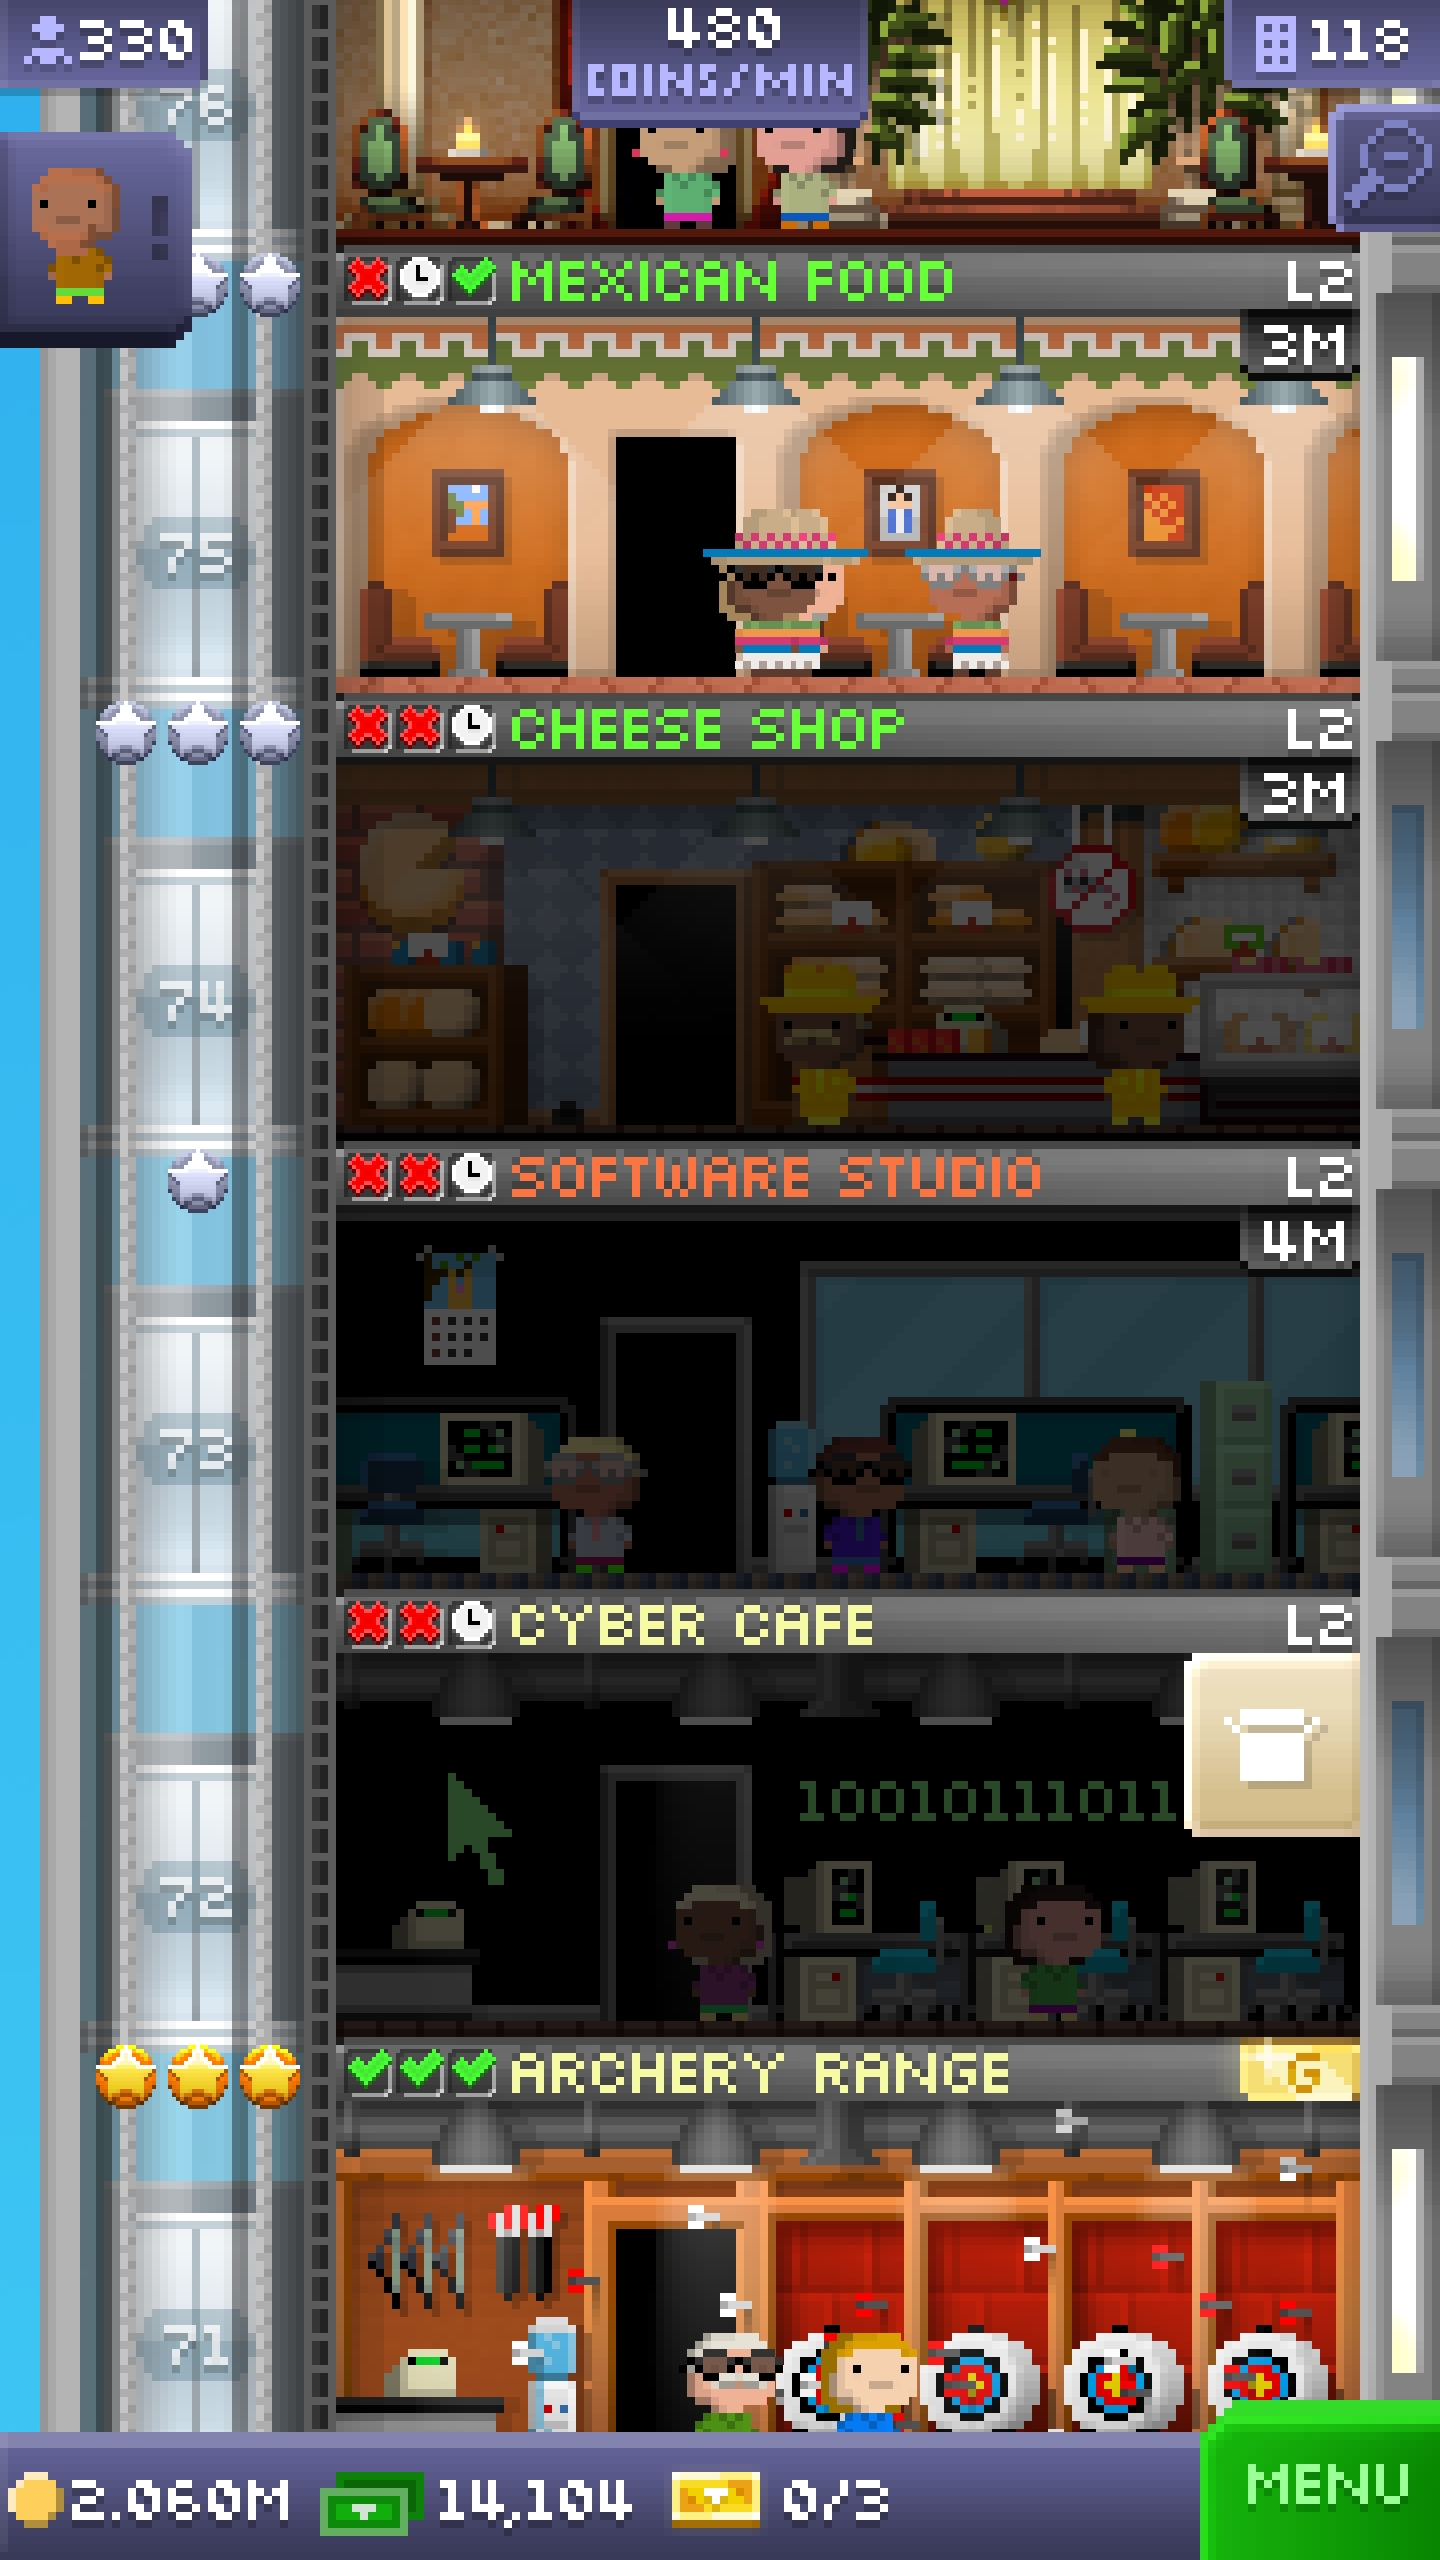 330
480
COINS/MIN
118
76
MEXICAN FOOD L2
3M
75
CHEESE SHOP L2
3M
74
SOFTWARE STUDIO L2
4M
73
CYBER CAFE L2
10010111011
72
ARCHERY RANGE G
71
2.060M 14,104 0/3
MENU